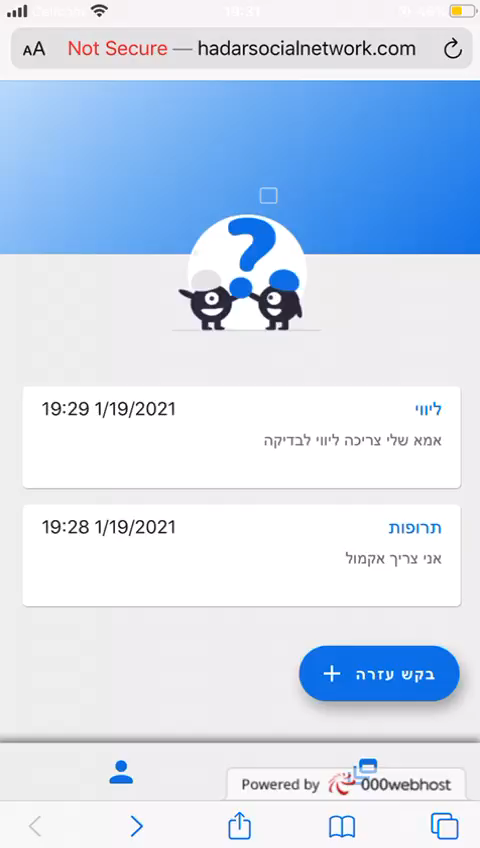 AA Not Secure — hadarsocialnetwork.com
?
ליווי 19:29 1/19/2021
אמא שלי צריכה ליווי לבדיקה
תרופות 19:28 1/19/2021
אני צריך אקמול
בקש עזרה +
Powered by 000webhost